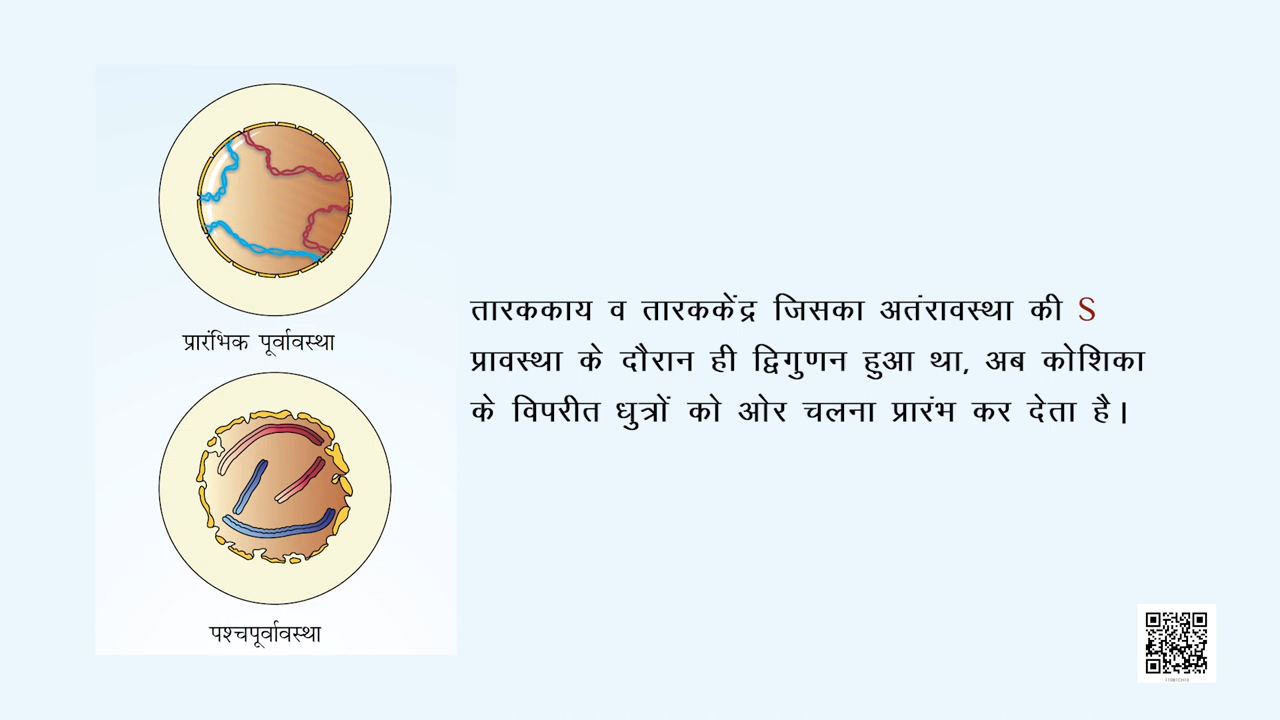 प्रारंभिक पूर्वावस्था
पश्चपूर्वावस्था
तारककाय व तारककेंद्र जिसका अतंरावस्था की S
प्रावस्था के दौरान ही द्विगुणन हुआ था, अब कोशिका
के विपरीत धुत्रों को ओर चलना प्रारंभ कर देता है।